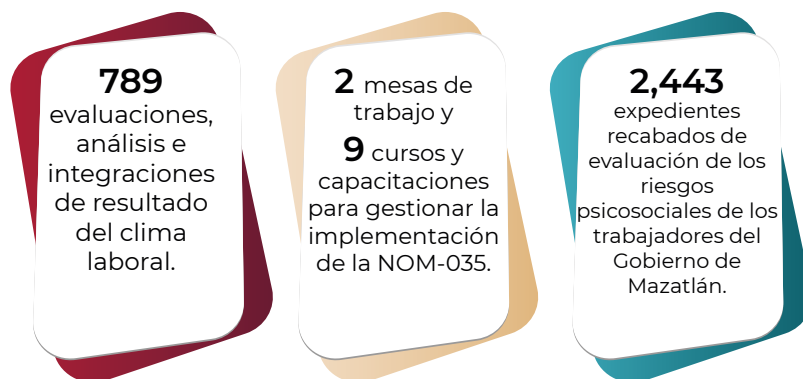 789
evaluaciones,
análisis e
integraciones
de resultado
del clima
laboral.
2 mesas de
trabajo y
9 cursos y
capacitaciones
para gestionar la
implementación
de la NOM-035.
2,443
expedientes
recabados de
evaluación de los
riesgos
psicosociales de los
trabajadores del
Gobierno de
Mazatlán.